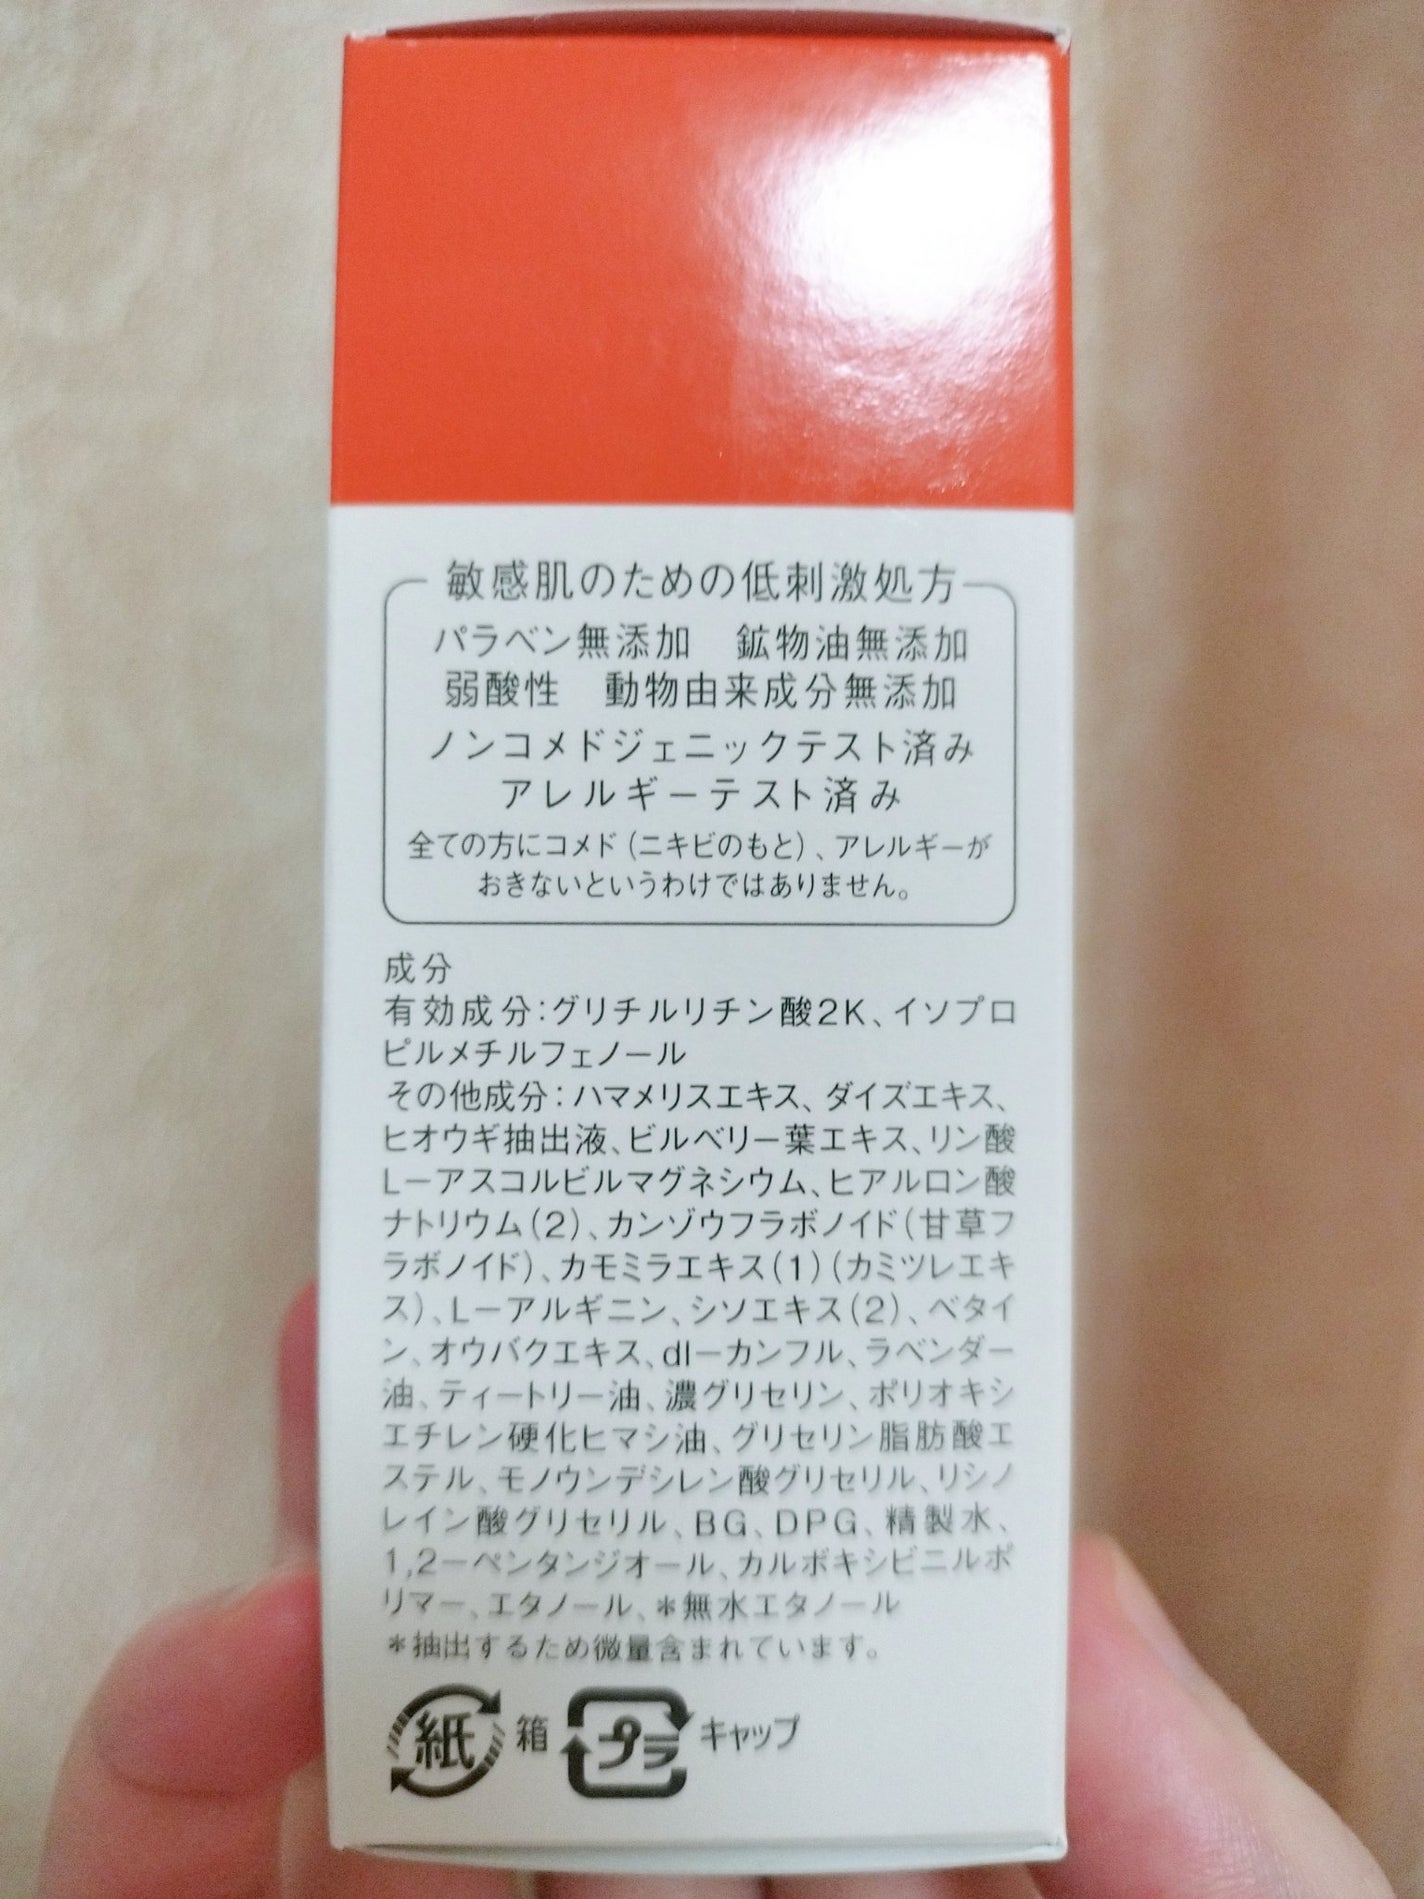 敏感肌のための低刺激処方
パラベン無添加　鉱物油無添加
弱酸性　動物由来成分無添加
ノンコメドジェニックテスト済み
アレルギーテスト済み
全ての方にコメド（ニキビのもと）、アレルギーが
おきないというわけではありません。
成分
有効成分：グリチルリチン酸2K、イソプロ
ピルメチルフェノール
その他成分：ハマメリスエキス、ダイズエキス、
ヒオウギ抽出液、ビルベリー葉エキス、リン酸
L－アスコルビルマグネシウム、ヒアルロン酸
ナトリウム（2）、カンゾウフラボノイド（甘草フ
ラボノイド）、カモミラエキス（1）（カミツレエキ
ス）、L－アルギニン、シソエキス（2）、ベタイ
ン、オウバクエキス、dl－カンフル、ラベンダー
油、ティートリー油、濃グリセリン、ポリオキシ
エチレン硬化ヒマシ油、グリセリン脂肪酸エ
ステル、モノウンデシレン酸グリセリル、リシノ
レイン酸グリセリル、BG、DPG、精製水、
1,2－ペンタンジオール、カルボキシビニルポ
リマー、エタノール、＊無水エタノール
＊抽出するため微量含まれています。
紙 箱 プラ キャップ